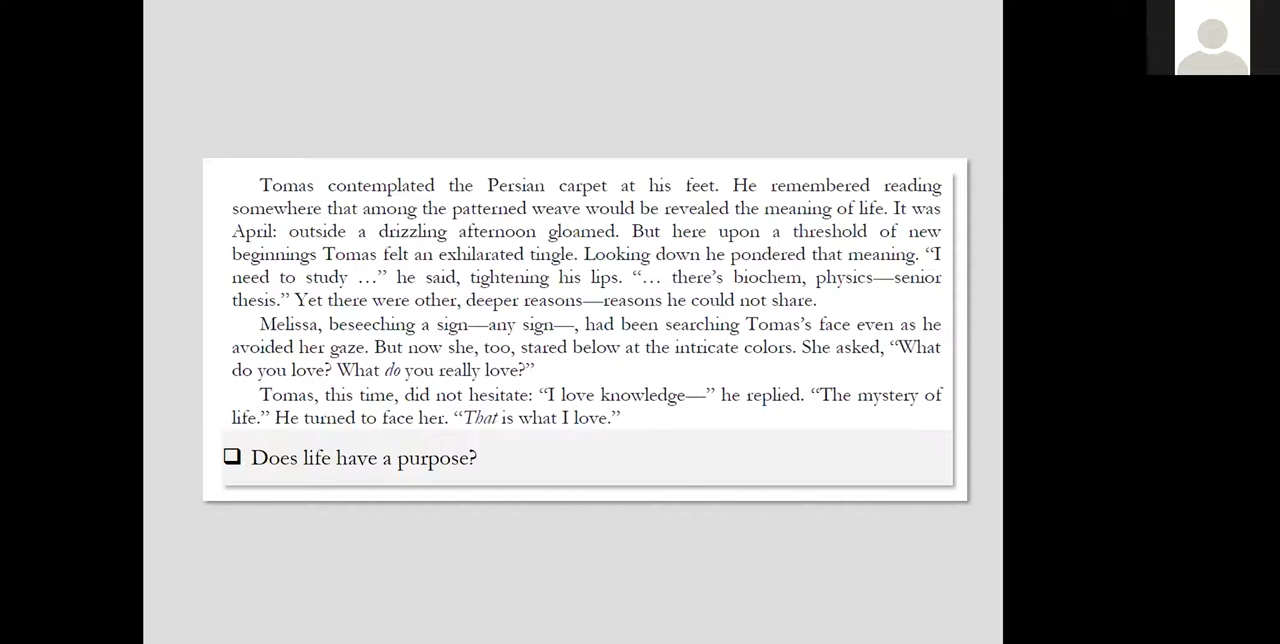 Tomas contemplated the Persian carpet at his feet. He remembered reading
somewhere that among the patterned weave would be revealed the meaning of life. It was
April: outside a drizzling afternoon gloamed. But here upon a threshold of new
beginnings Tomas felt an exhilarated tingle. Looking down he pondered that meaning. “I
need to study …” he said, tightening his lips. “… there’s biochem, physics—senior
thesis.” Yet there were other, deeper reasons—reasons he could not share.
Melissa, beseeching a sign—any sign—, had been searching Tomas’s face even as he
avoided her gaze. But now she, too, stared below at the intricate colors. She asked, “What
do you love? What do you really love?”
Tomas, this time, did not hesitate: “I love knowledge—” he replied. “The mystery of
life.” He turned to face her. “That is what I love.”
❑ Does life have a purpose?